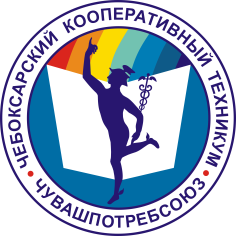 ЧЕБОКСАРСКИЙ КООПЕРАТИВНЫЙ ТЕХНИКУМ
ЧУВАШПОТРЕБСОЮЗ